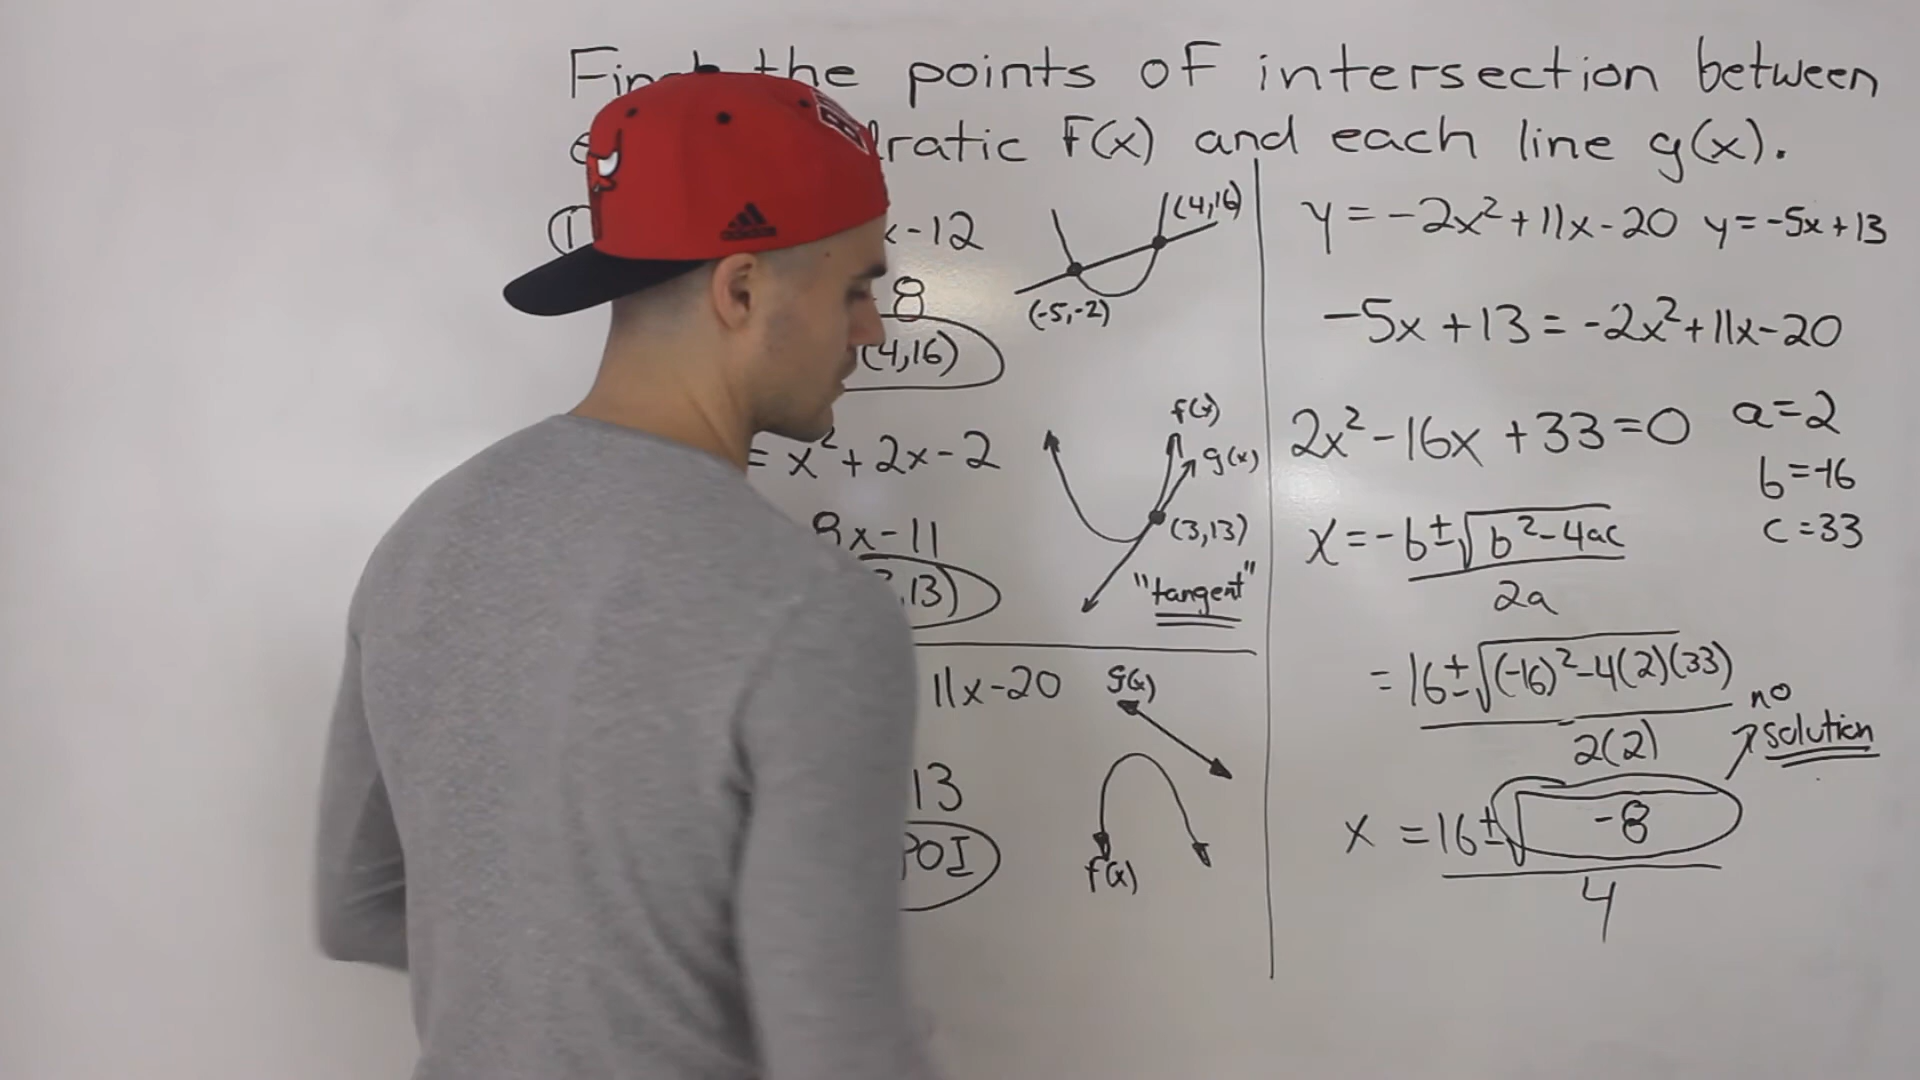 the points of intersection between
and each line g(x).
f(x)
-12
8
(4,16)
(4,16)
(-5,-2)
= x²+2x-2
9x-11
,13)
f(x)
g(x)
(3,13)
"tangent"
11x-20
13
POI
g(x)
f(x)
y=-2x²+11x-20 y=-5x+13
-5x+13=-2x²+11x-20
2x²-16x+33=0 a=2
b=-16
c=33
x=-b±√b²-4ac
2a
=16±√(-16)²-4(2)(33)
2(2)
no
solution
x =16±√-8
4
adidas